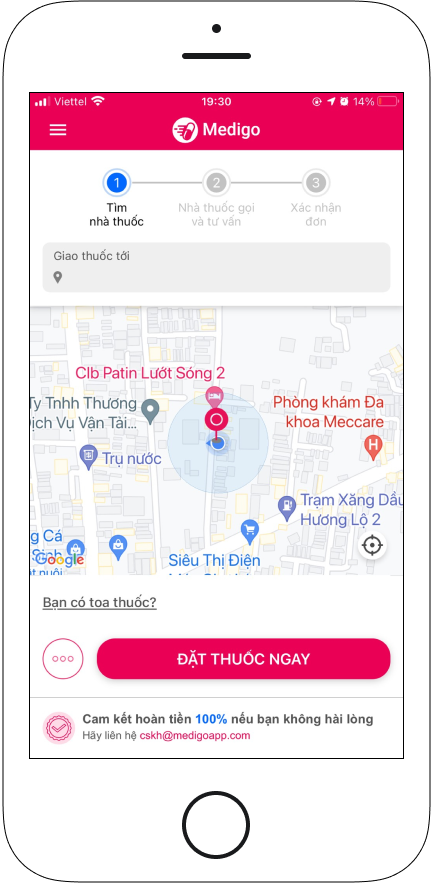 Viettel 19:30 14%
Medigo
1 2 3
Tìm Nhà thuốc gọi Xác nhận
nhà thuốc và tư vấn đơn
Giao thuốc tới
Clb Patin Lướt Sóng 2
Ty Tnhh Thương
Dịch Vụ Vận Tải...
Phòng khám Đa
khoa Meccare
H
Trụ nước
Trạm Xăng Dầu
Hương Lộ 2
g Cá
Sinh
Google
Siêu Thị Điện
Bạn có toa thuốc?
ĐẶT THUỐC NGAY
Cam kết hoàn tiền 100% nếu bạn không hài lòng
Hãy liên hệ cskh@medigoapp.com